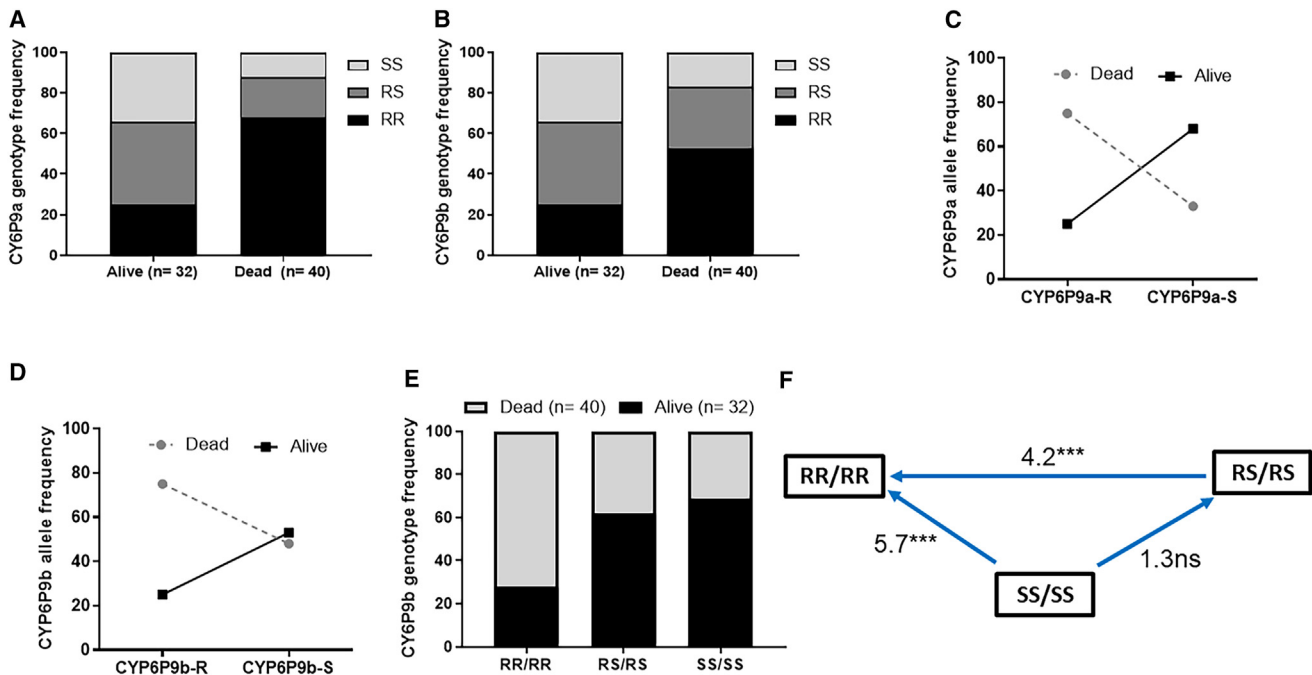 A
CY6P9a genotype frequency
100
80
60
40
20
0
Alive (n= 32)
Dead (n= 40)
SS
RS
RR
B
CY6P9b genotype frequency
100
80
60
40
20
0
Alive (n= 32)
Dead (n= 40)
SS
RS
RR
C
CYP6P9a allele frequency
100
80
60
40
20
0
Dead
Alive
CYP6P9a-R
CYP6P9a-S
D
CYP6P9b allele frequency
100
80
60
40
20
0
Dead
Alive
CYP6P9b-R
CYP6P9b-S
E
Dead (n= 40)
Alive (n= 32)
CY6P9b genotype frequency
100
80
60
40
20
0
RR/RR
RS/RS
SS/SS
F
RR/RR
4.2***
RS/RS
5.7***
1.3ns
SS/SS